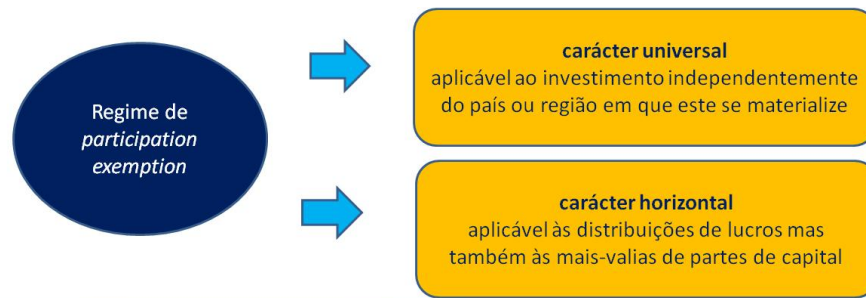 Regime de
participation
exemption
carácter universal
aplicável ao investimento independentemente
do país ou região em que este se materialize
carácter horizontal
aplicável às distribuições de lucros mas
também às mais-valias de partes de capital